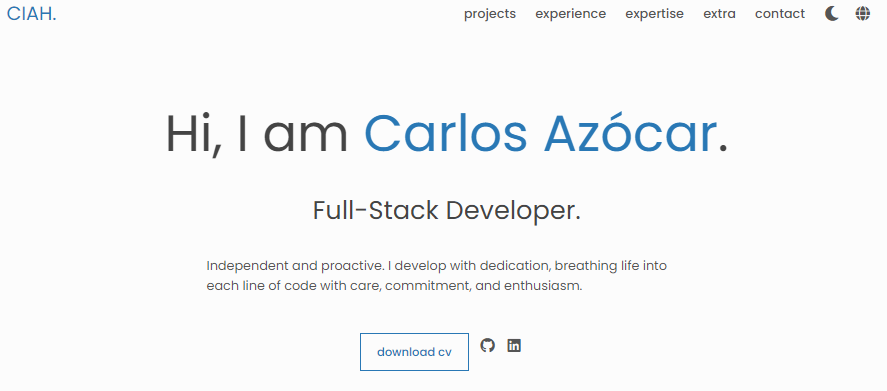 CIAH.
projects experience expertise extra contact
Hi, I am Carlos Azócar.
Full-Stack Developer.
Independent and proactive. I develop with dedication, breathing life into
each line of code with care, commitment, and enthusiasm.
download cv